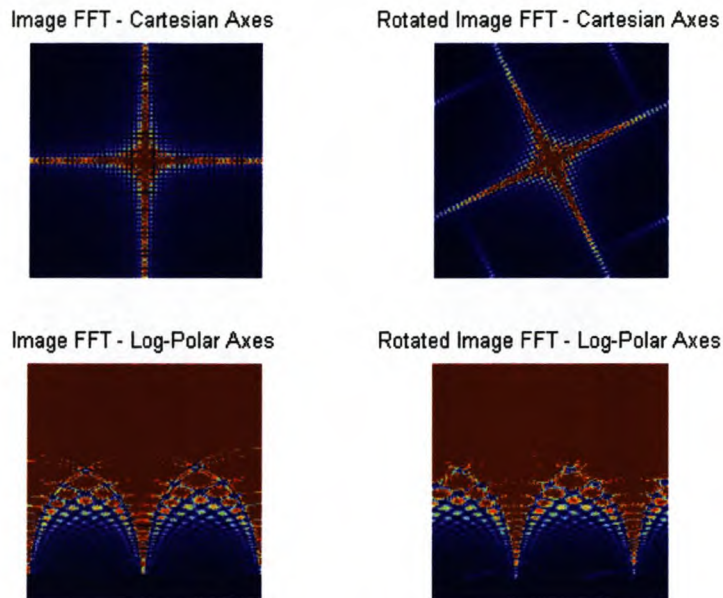 Image FFT - Cartesian Axes
Rotated Image FFT - Cartesian Axes
Image FFT - Log-Polar Axes
Rotated Image FFT - Log-Polar Axes